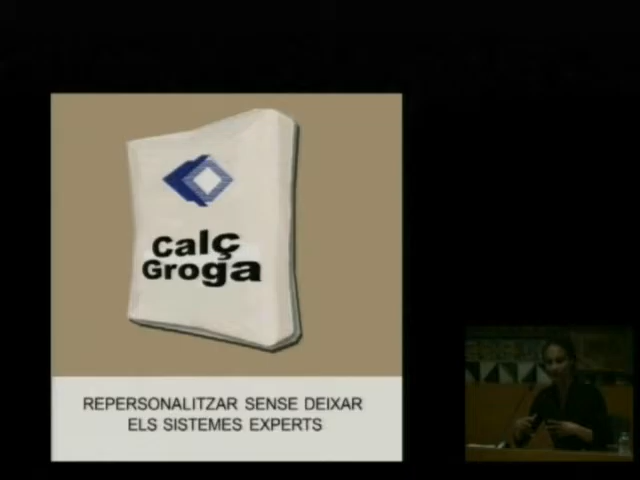 Calç
Groga
REPERSONALITZAR SENSE DEIXAR
ELS SISTEMES EXPERTS